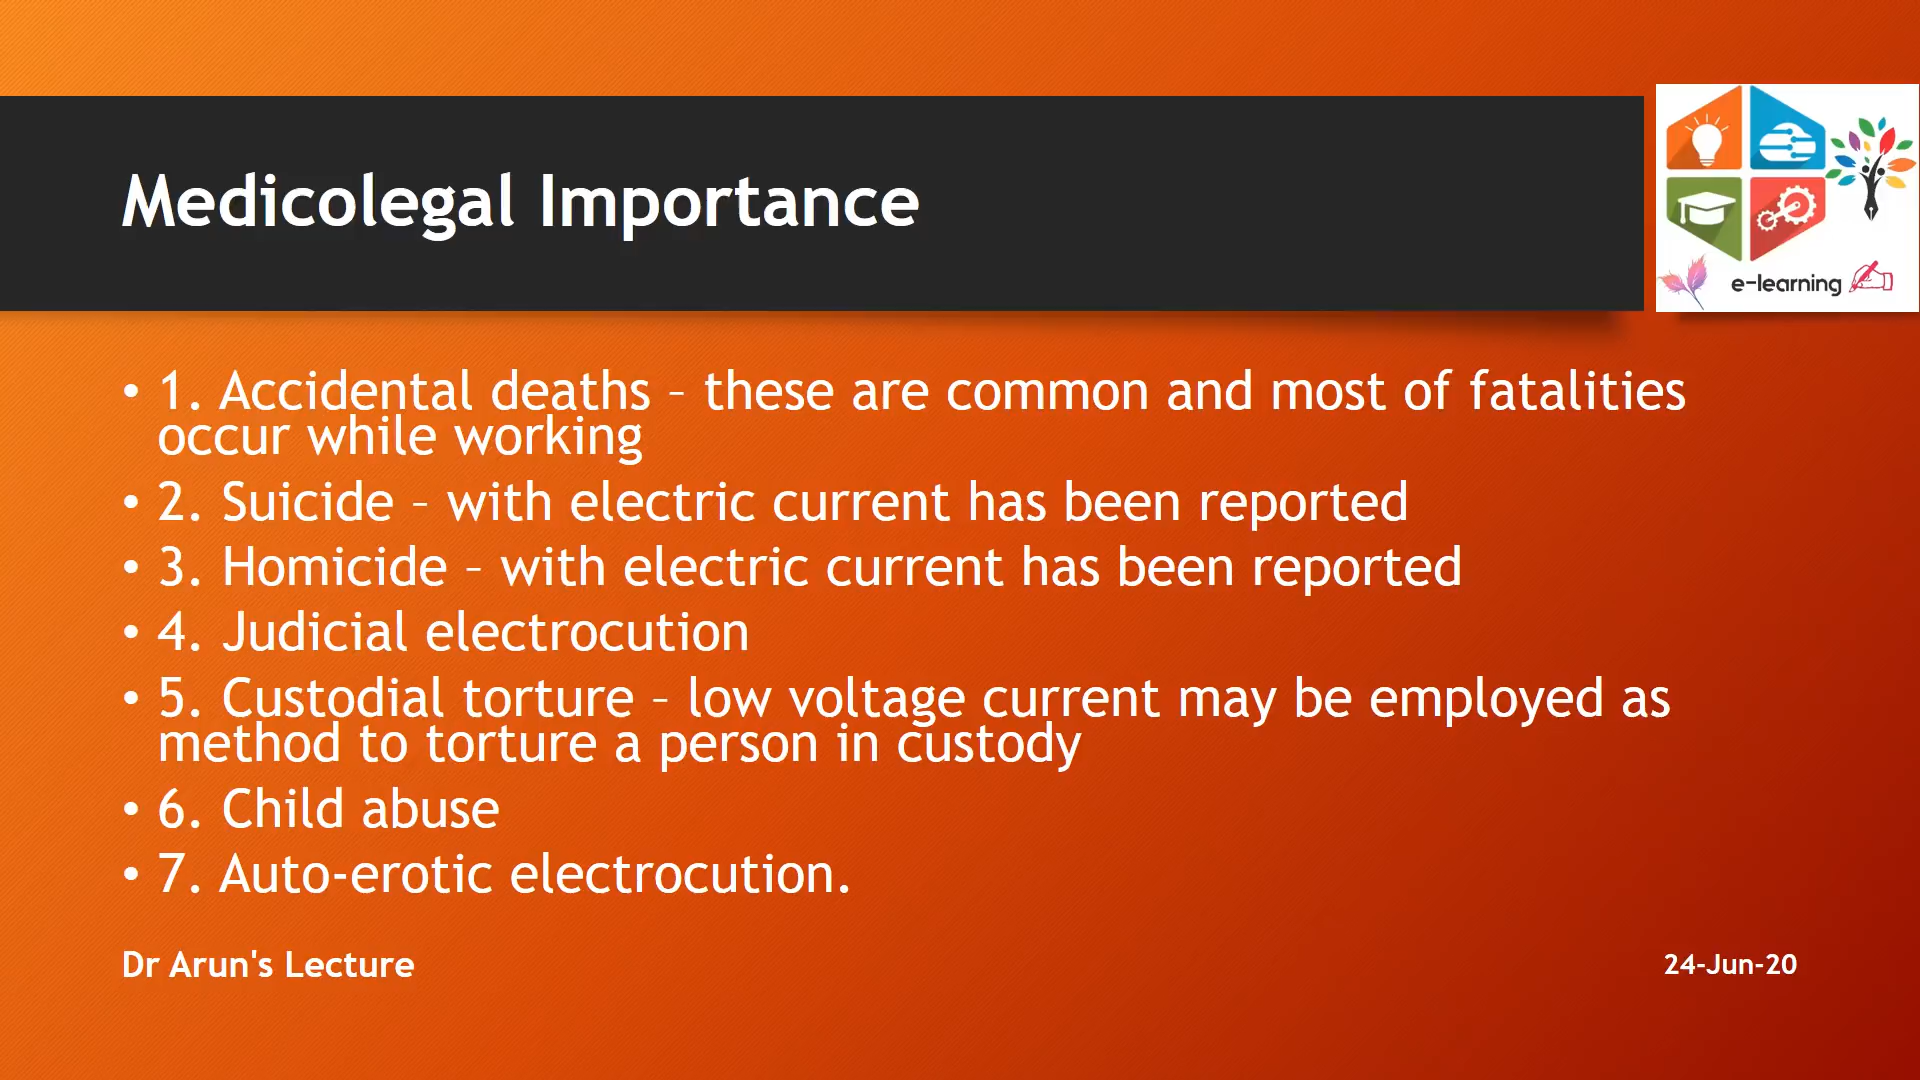 Medicolegal Importance
e-learning
• 1. Accidental deaths – these are common and most of fatalities
occur while working
• 2. Suicide – with electric current has been reported
• 3. Homicide – with electric current has been reported
• 4. Judicial electrocution
• 5. Custodial torture – low voltage current may be employed as
method to torture a person in custody
• 6. Child abuse
• 7. Auto-erotic electrocution.
Dr Arun's Lecture
24-Jun-20